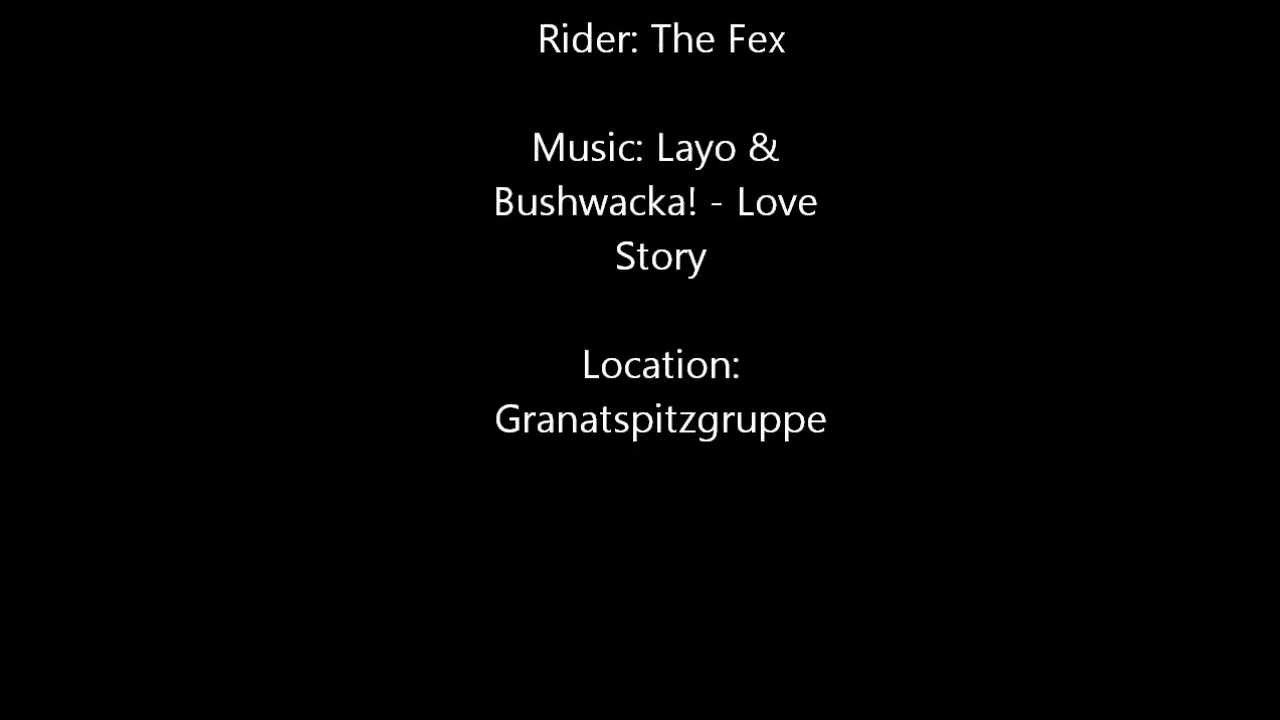 Rider: The Fex
Music: Layo &
Bushwacka! - Love
Story
Location:
Granatspitzgruppe